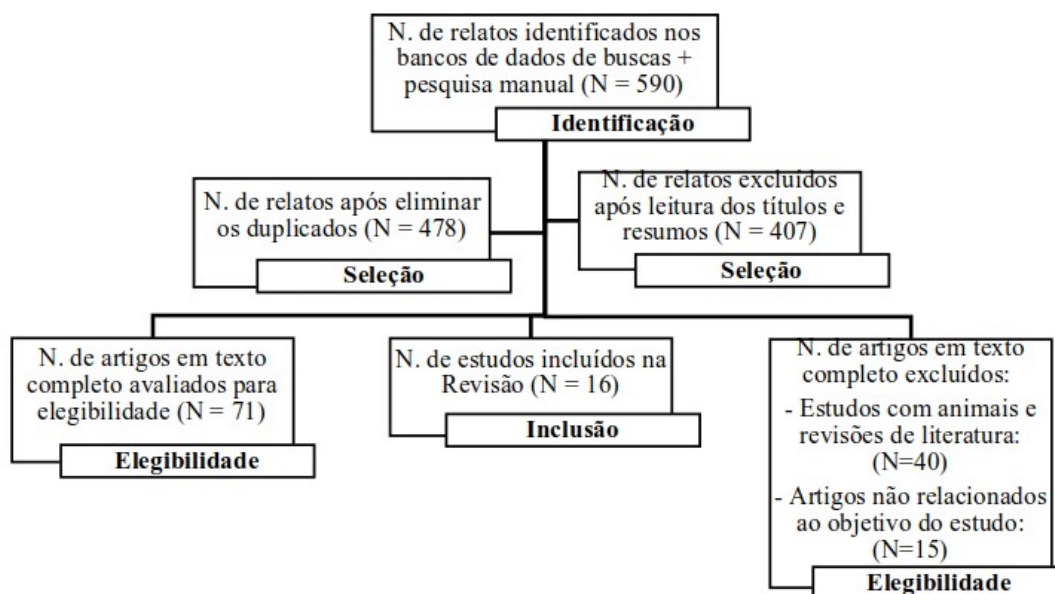 N. de relatos identificados nos
bancos de dados de buscas +
pesquisa manual (N = 590)
Identificação
N. de relatos após eliminar
os duplicados (N = 478)
Seleção
N. de relatos excluídos
após leitura dos títulos e
resumos (N = 407)
Seleção
N. de artigos em texto
completo avaliados para
elegibilidade (N = 71)
Elegibilidade
N. de estudos incluídos na
Revisão (N = 16)
Inclusão
N. de artigos em texto
completo excluídos:
- Estudos com animais e
revisões de literatura:
(N=40)
- Artigos não relacionados
ao objetivo do estudo:
(N=15)
Elegibilidade